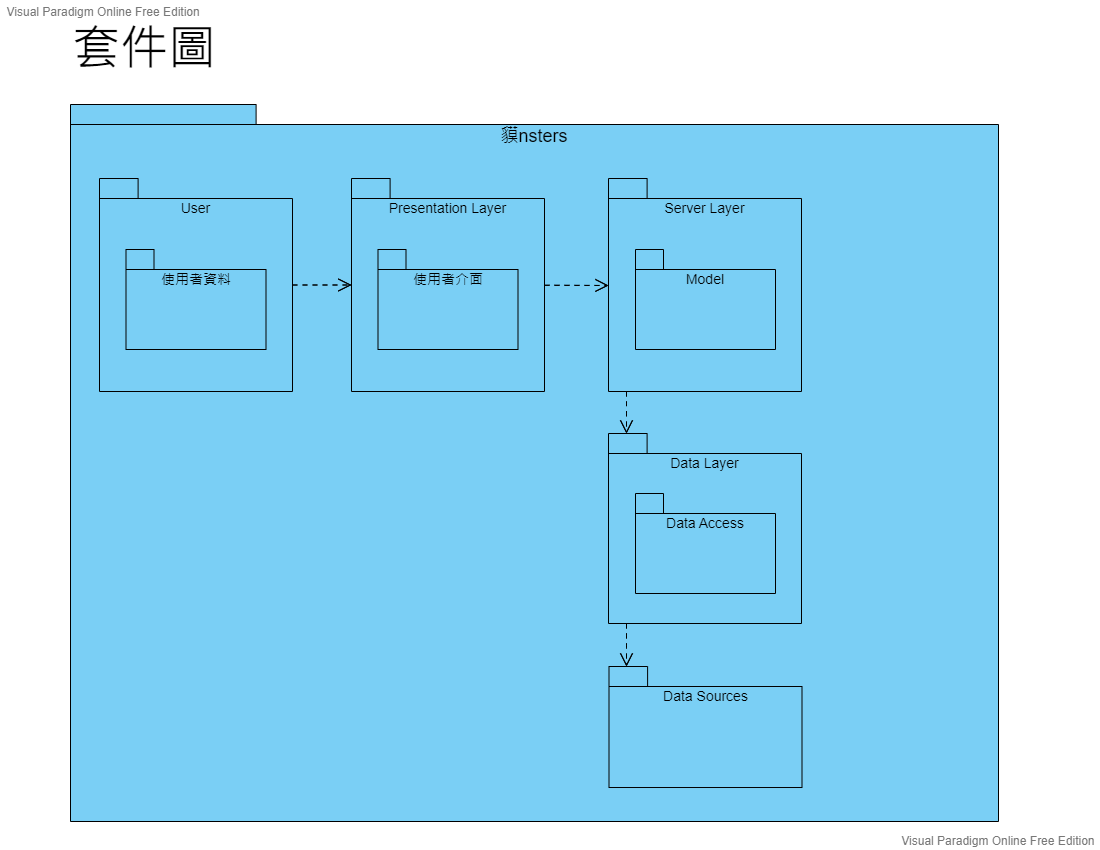 Visual Paradigm Online Free Edition
套件圖
貘nsters
User
Presentation Layer
Server Layer
使用者資料
使用者介面
Model
Data Layer
Data Access
Data Sources
Visual Paradigm Online Free Edition